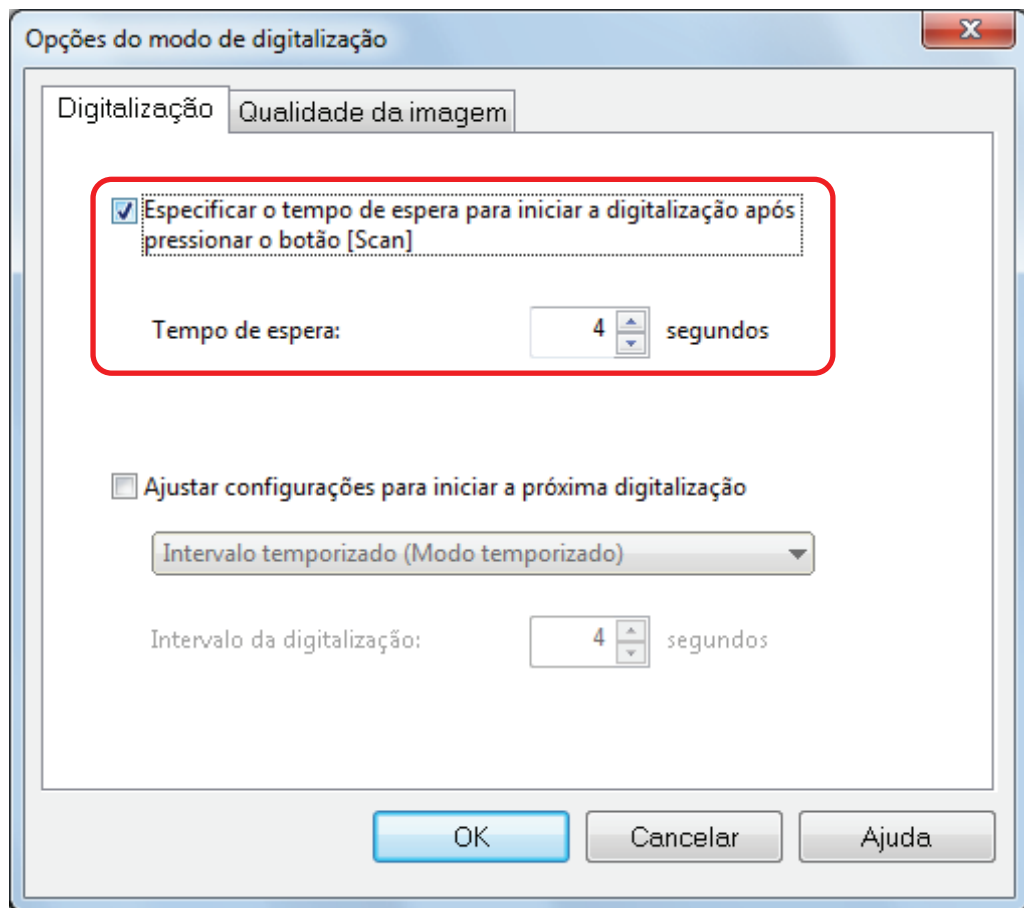 Opções do modo de digitalização
Digitalização
Qualidade da imagem
Especificar o tempo de espera para iniciar a digitalização após
pressionar o botão [Scan]
Tempo de espera: 4 segundos
Ajustar configurações para iniciar a próxima digitalização
Intervalo temporizado (Modo temporizado)
Intervalo da digitalização: 4 segundos
OK Cancelar Ajuda